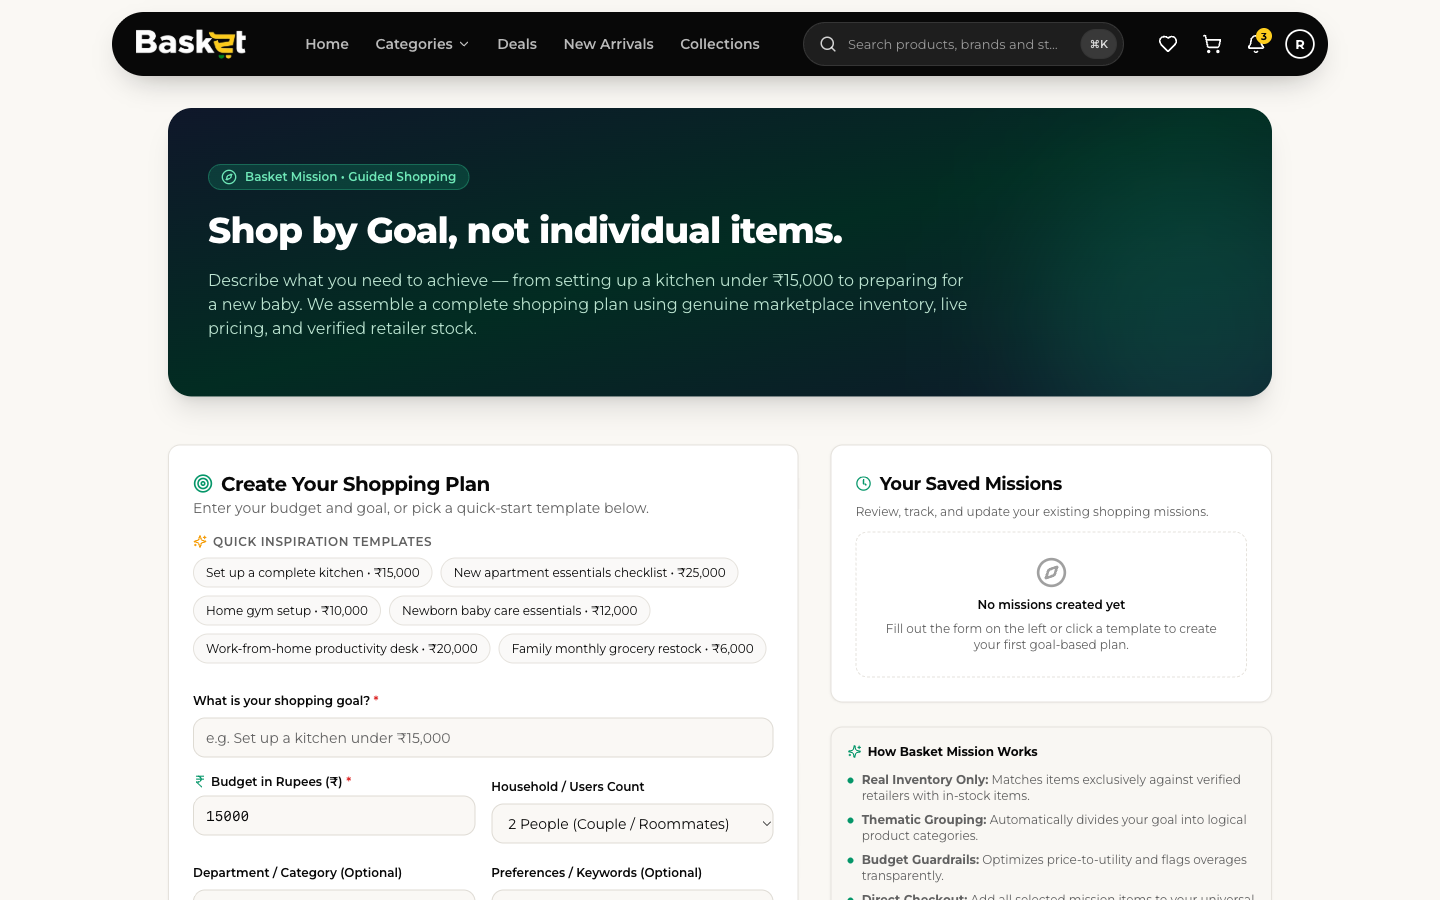 Basket
Home
Categories
Deals
New Arrivals
Collections
Search products, brands and st...
⌘K
3
R
Basket Mission • Guided Shopping
Shop by Goal, not individual items.
Describe what you need to achieve — from setting up a kitchen under ₹15,000 to preparing for
a new baby. We assemble a complete shopping plan using genuine marketplace inventory, live
pricing, and verified retailer stock.
Create Your Shopping Plan
Enter your budget and goal, or pick a quick-start template below.
QUICK INSPIRATION TEMPLATES
Set up a complete kitchen • ₹15,000
New apartment essentials checklist • ₹25,000
Home gym setup • ₹10,000
Newborn baby care essentials • ₹12,000
Work-from-home productivity desk • ₹20,000
Family monthly grocery restock • ₹6,000
What is your shopping goal? *
e.g. Set up a kitchen under ₹15,000
₹ Budget in Rupees (₹) *
15000
Household / Users Count
2 People (Couple / Roommates)
Department / Category (Optional)
Preferences / Keywords (Optional)
Your Saved Missions
Review, track, and update your existing shopping missions.
No missions created yet
Fill out the form on the left or click a template to create
your first goal-based plan.
How Basket Mission Works
Real Inventory Only: Matches items exclusively against verified
retailers with in-stock items.
Thematic Grouping: Automatically divides your goal into logical
product categories.
Budget Guardrails: Optimizes price-to-utility and flags overages
transparently.
Direct Checkout: Add all selected mission items to your universal